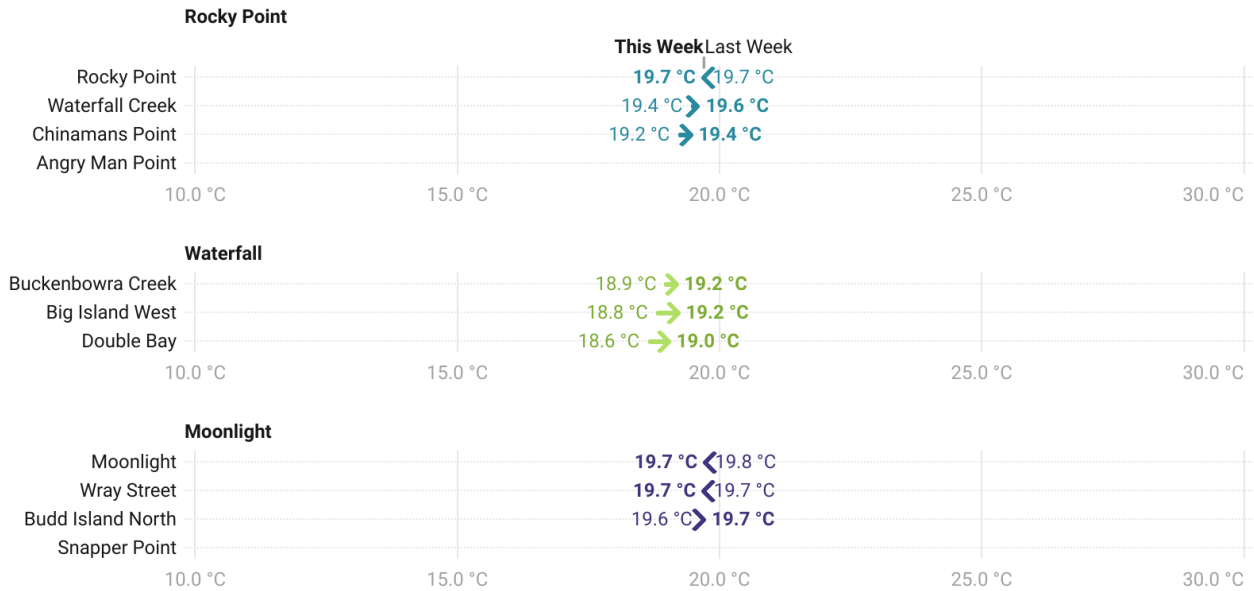 Rocky Point
This Week Last Week
Rocky Point 19.7 °C 19.7 °C
Waterfall Creek 19.4 °C 19.6 °C
Chinamans Point 19.2 °C 19.4 °C
Angry Man Point
10.0 °C 15.0 °C 20.0 °C 25.0 °C 30.0 °C
Waterfall
Buckenbowra Creek 18.9 °C 19.2 °C
Big Island West 18.8 °C 19.2 °C
Double Bay 18.6 °C 19.0 °C
10.0 °C 15.0 °C 20.0 °C 25.0 °C 30.0 °C
Moonlight
Moonlight 19.7 °C 19.8 °C
Wray Street 19.7 °C 19.7 °C
Budd Island North 19.6 °C 19.7 °C
Snapper Point
10.0 °C 15.0 °C 20.0 °C 25.0 °C 30.0 °C